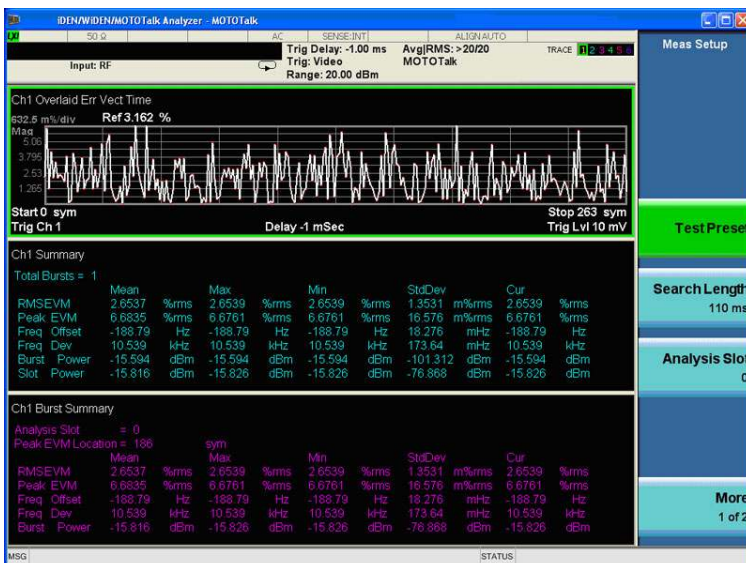 iDEN/WiDEN/MOTOTalk Analyzer - MOTOTalk
50 Ω AC SENSE:INT ALIGN AUTO
Trig Delay: -1.00 ms Avg|RMS: >20/20 TRACE 1 2 3 4 5 6
Input: RF Trig: Video MOTOTalk
Range: 20.00 dBm
Ch1 Overlaid Err Vect Time
632.5 m%/div Ref 3.162 %
Mag
5.06
3.795
2.53
1.265
Start 0 sym Stop 263 sym
Trig Ch 1 Delay -1 mSec Trig Lvl 10 mV
Ch1 Summary
Total Bursts = 1
Mean Max Min StdDev Cur
RMSEVM 2.6537 %rms 2.6539 %rms 2.6539 %rms 1.3531 m%rms 2.6539 %rms
Peak EVM 6.6835 %rms 6.6761 %rms 6.6761 %rms 16.576 m%rms 6.6761 %rms
Freq Offset -188.79 Hz -188.79 Hz -188.79 Hz 18.276 mHz -188.79 Hz
Freq Dev 10.539 kHz 10.539 kHz 10.539 kHz 173.64 mHz 10.539 kHz
Burst Power -15.594 dBm -15.594 dBm -15.594 dBm -101.312 dBm -15.594 dBm
Slot Power -15.816 dBm -15.826 dBm -15.826 dBm -76.868 dBm -15.826 dBm
Ch1 Burst Summary
Analysis Slot = 0
Peak EVM Location = 186 sym
Mean Max Min StdDev Cur
RMSEVM 2.6537 %rms 2.6539 %rms 2.6539 %rms 1.3531 m%rms 2.6539 %rms
Peak EVM 6.6835 %rms 6.6761 %rms 6.6761 %rms 16.576 m%rms 6.6761 %rms
Freq Offset -188.79 Hz -188.79 Hz -188.79 Hz 18.276 mHz -188.79 Hz
Freq Dev 10.539 kHz 10.539 kHz 10.539 kHz 173.64 mHz 10.539 kHz
Burst Power -15.816 dBm -15.826 dBm -15.826 dBm -76.868 dBm -15.826 dBm
MSG STATUS
Meas Setup
Test Preset
Search Length
110 ms
Analysis Slot
0
More
1 of 2